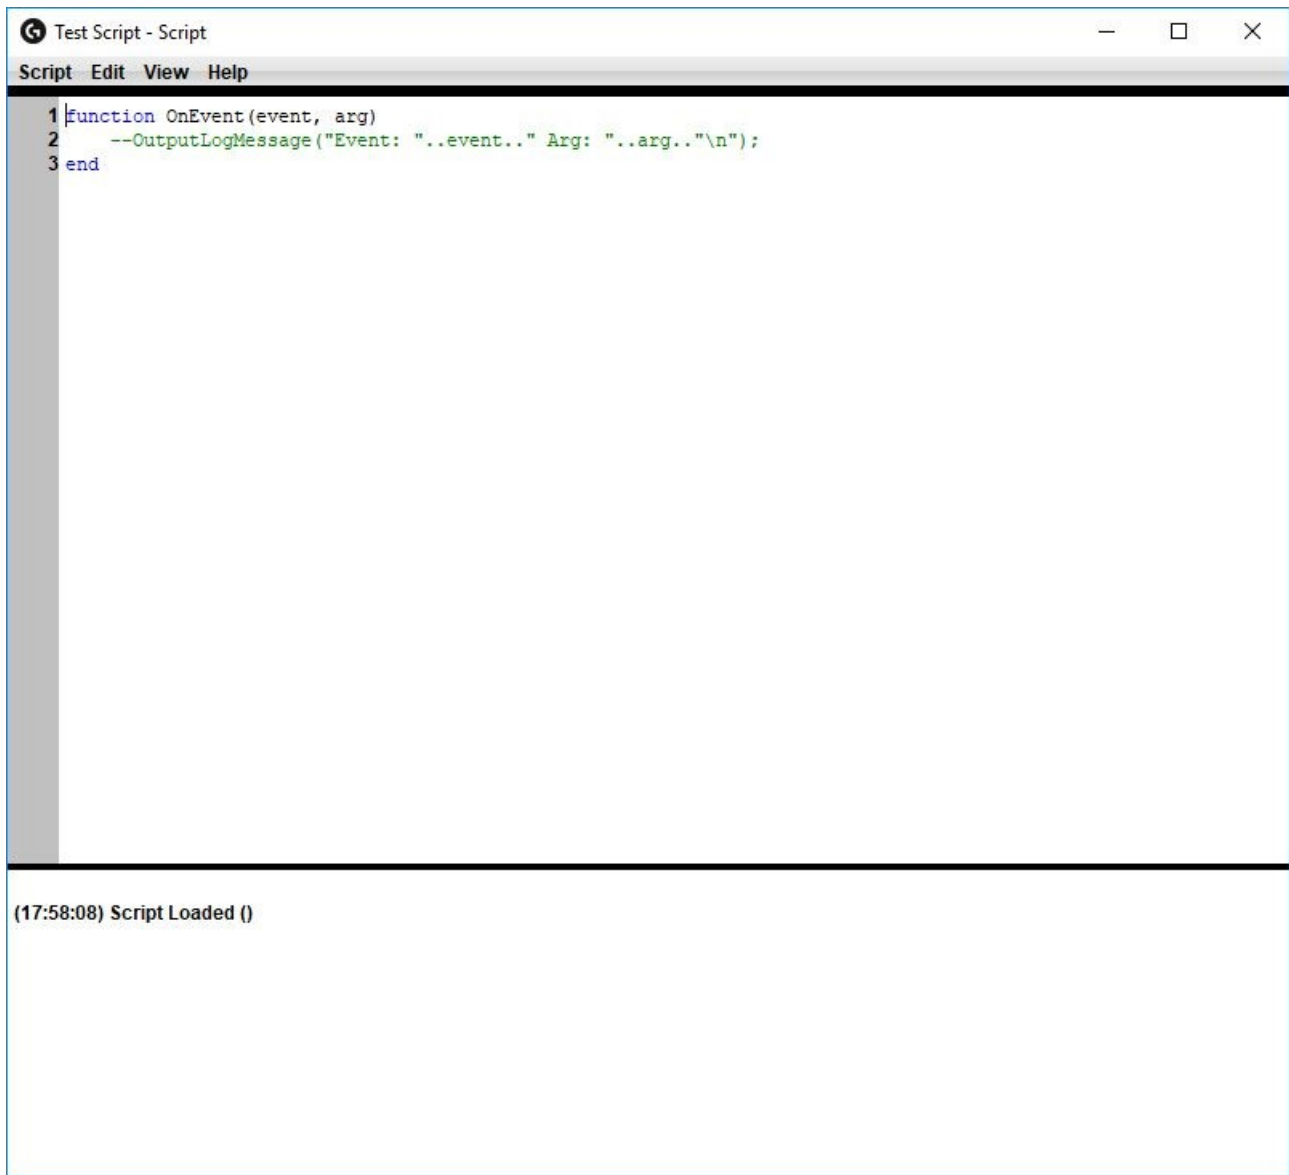 Test Script - Script
Script Edit View Help
1 function OnEvent(event, arg)
2     --OutputLogMessage("Event: "..event.." Arg: "..arg.."\n");
3 end
(17:58:08) Script Loaded ()